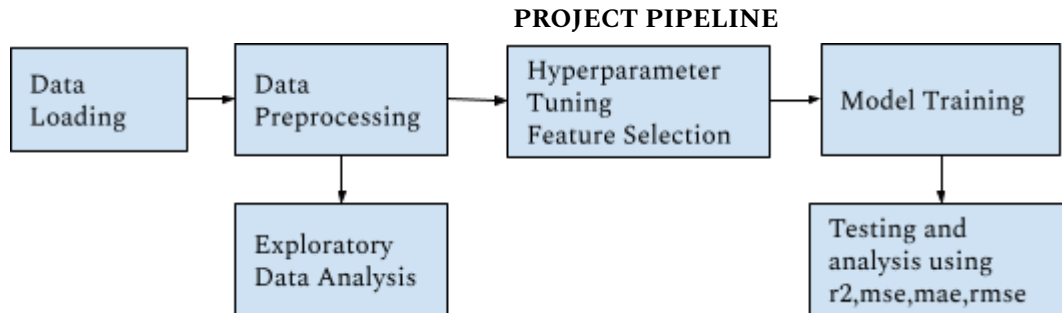 PROJECT PIPELINE
Data
Loading
Data
Preprocessing
Hyperparameter
Tuning
Feature Selection
Model Training
Exploratory
Data Analysis
Testing and
analysis using
r2,mse,mae,rmse